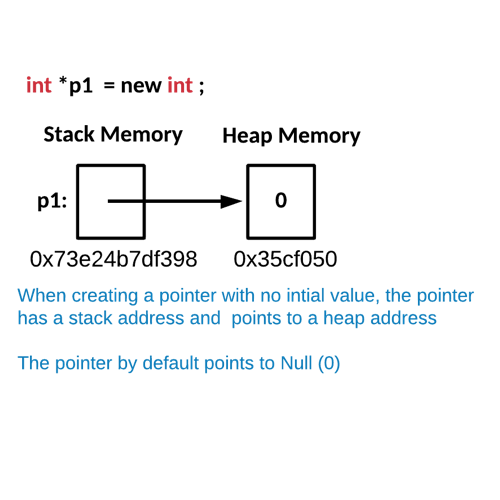 int *p1 = new int ;
Stack Memory Heap Memory
p1: 0
0x73e24b7df398 0x35cf050
When creating a pointer with no intial value, the pointer
has a stack address and points to a heap address
The pointer by default points to Null (0)